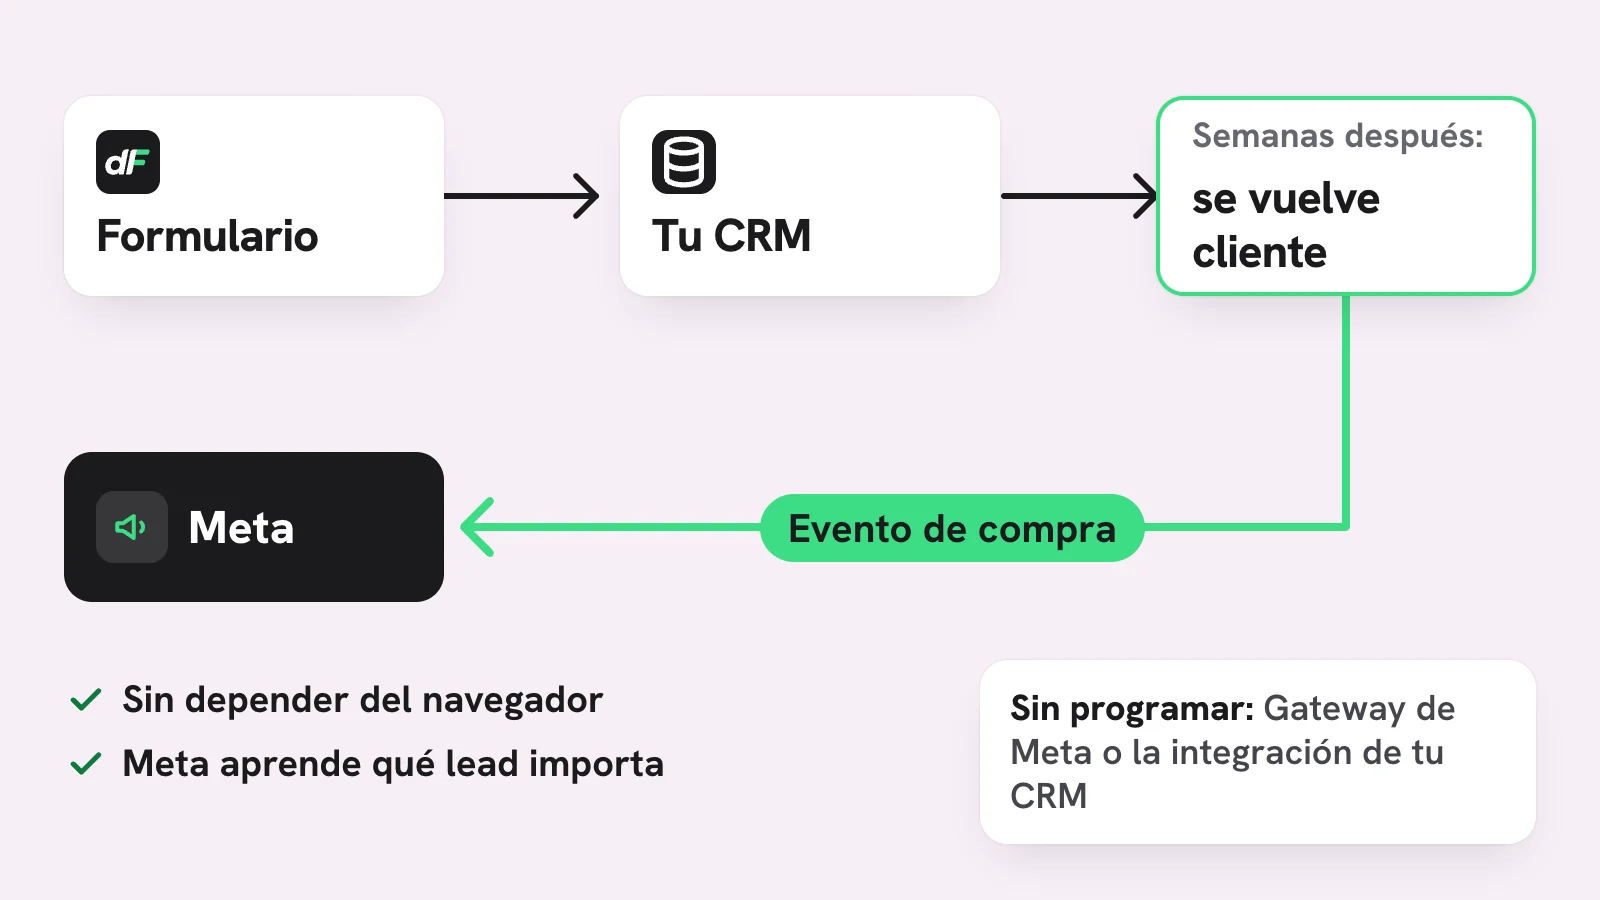 dF
Formulario
Tu CRM
Semanas después:
se vuelve
cliente
Meta
Evento de compra
Sin depender del navegador
Meta aprende qué lead importa
Sin programar: Gateway de
Meta o la integración de tu
CRM